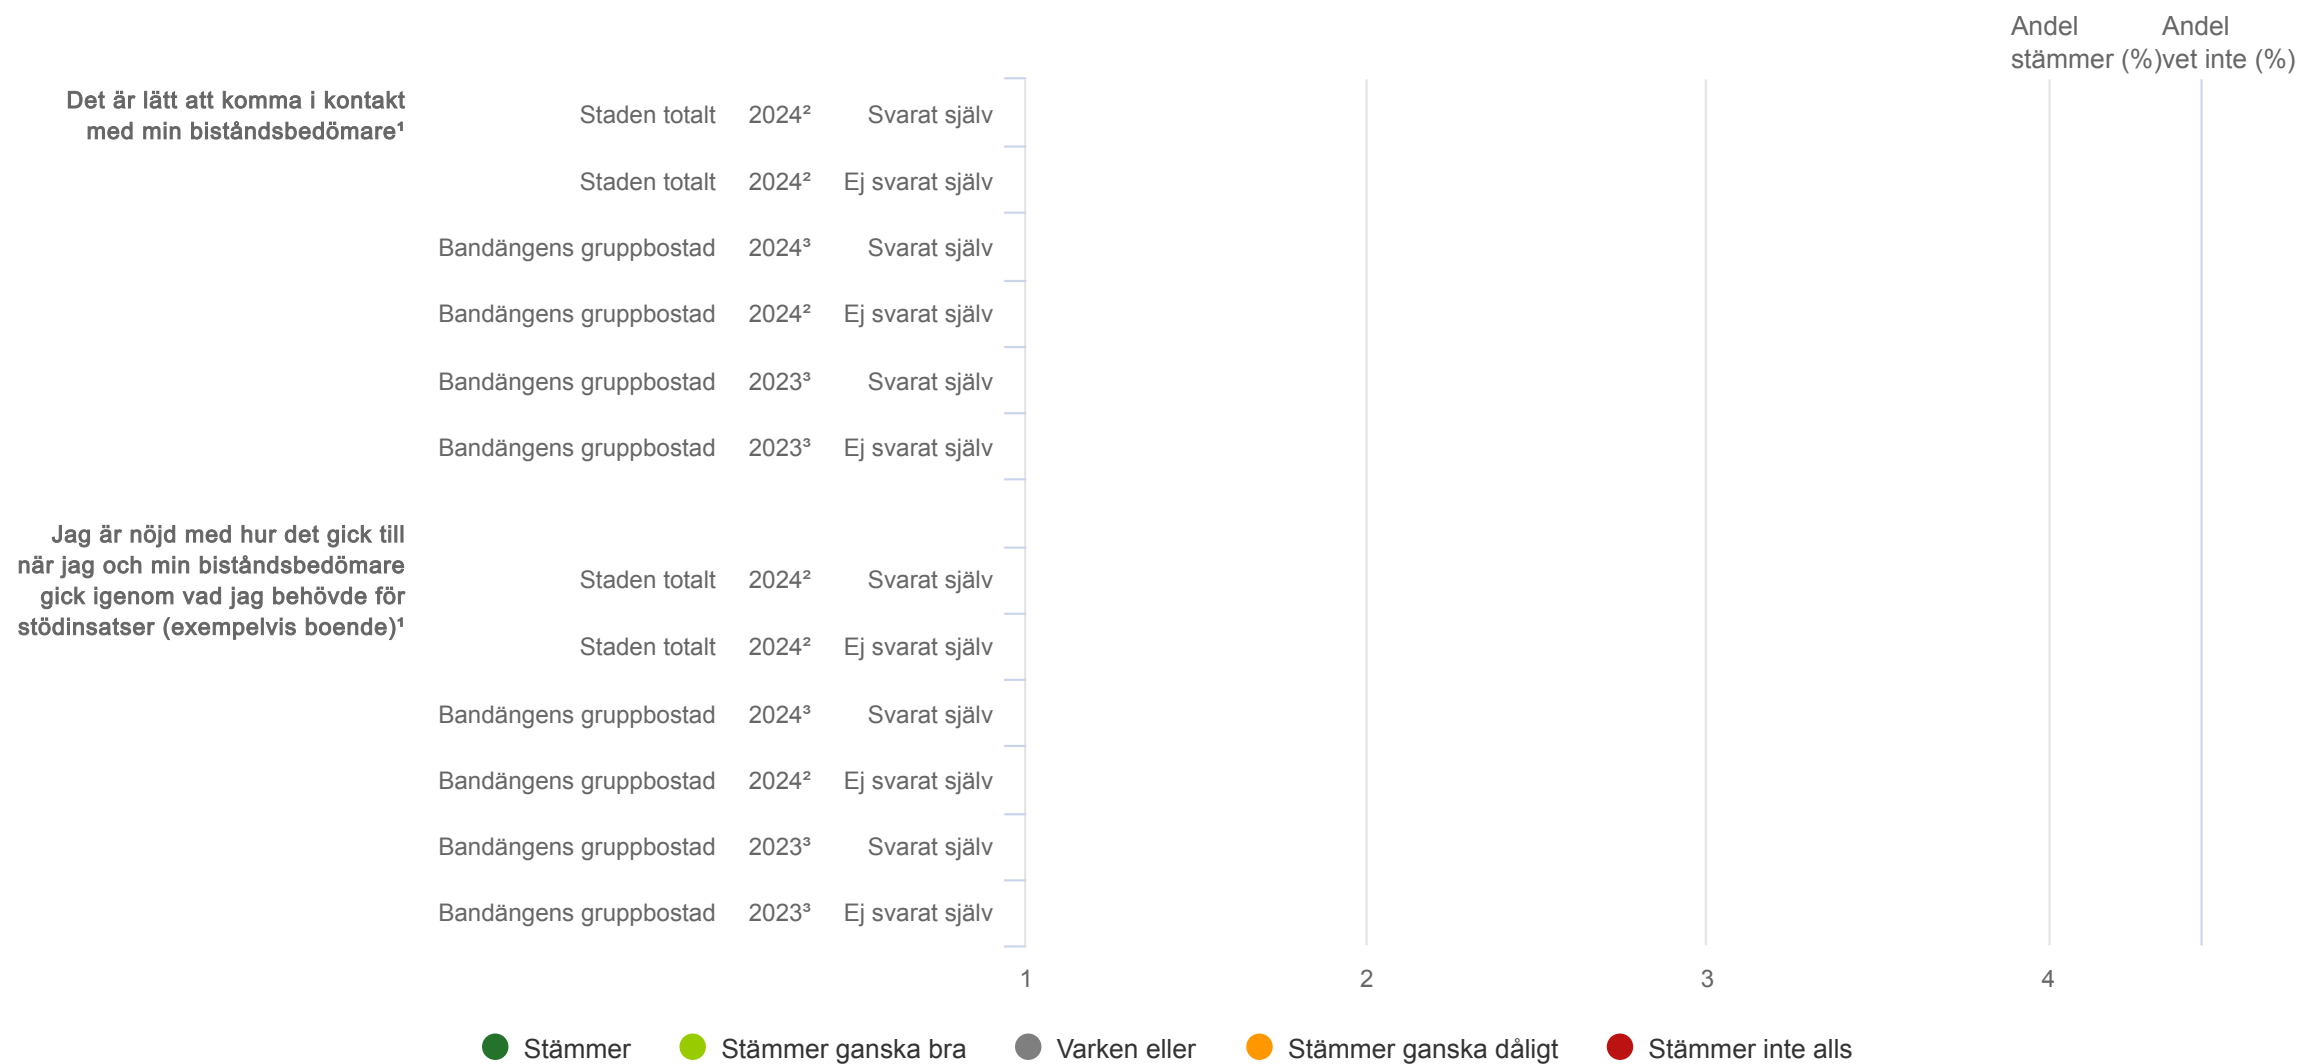 Andel Andel
stämmer (%) vet inte (%)
Det är lätt att komma i kontakt
med min biståndsbedömare¹
Staden totalt 2024² Svarat själv
Staden totalt 2024² Ej svarat själv
Bandängens gruppbostad 2024³ Svarat själv
Bandängens gruppbostad 2024² Ej svarat själv
Bandängens gruppbostad 2023³ Svarat själv
Bandängens gruppbostad 2023³ Ej svarat själv
Jag är nöjd med hur det gick till
när jag och min biståndsbedömare
gick igenom vad jag behövde för
stödinsatser (exempelvis boende)¹
Staden totalt 2024² Svarat själv
Staden totalt 2024² Ej svarat själv
Bandängens gruppbostad 2024³ Svarat själv
Bandängens gruppbostad 2024² Ej svarat själv
Bandängens gruppbostad 2023³ Svarat själv
Bandängens gruppbostad 2023³ Ej svarat själv
1 2 3 4
Stämmer Stämmer ganska bra Varken eller Stämmer ganska dåligt Stämmer inte alls